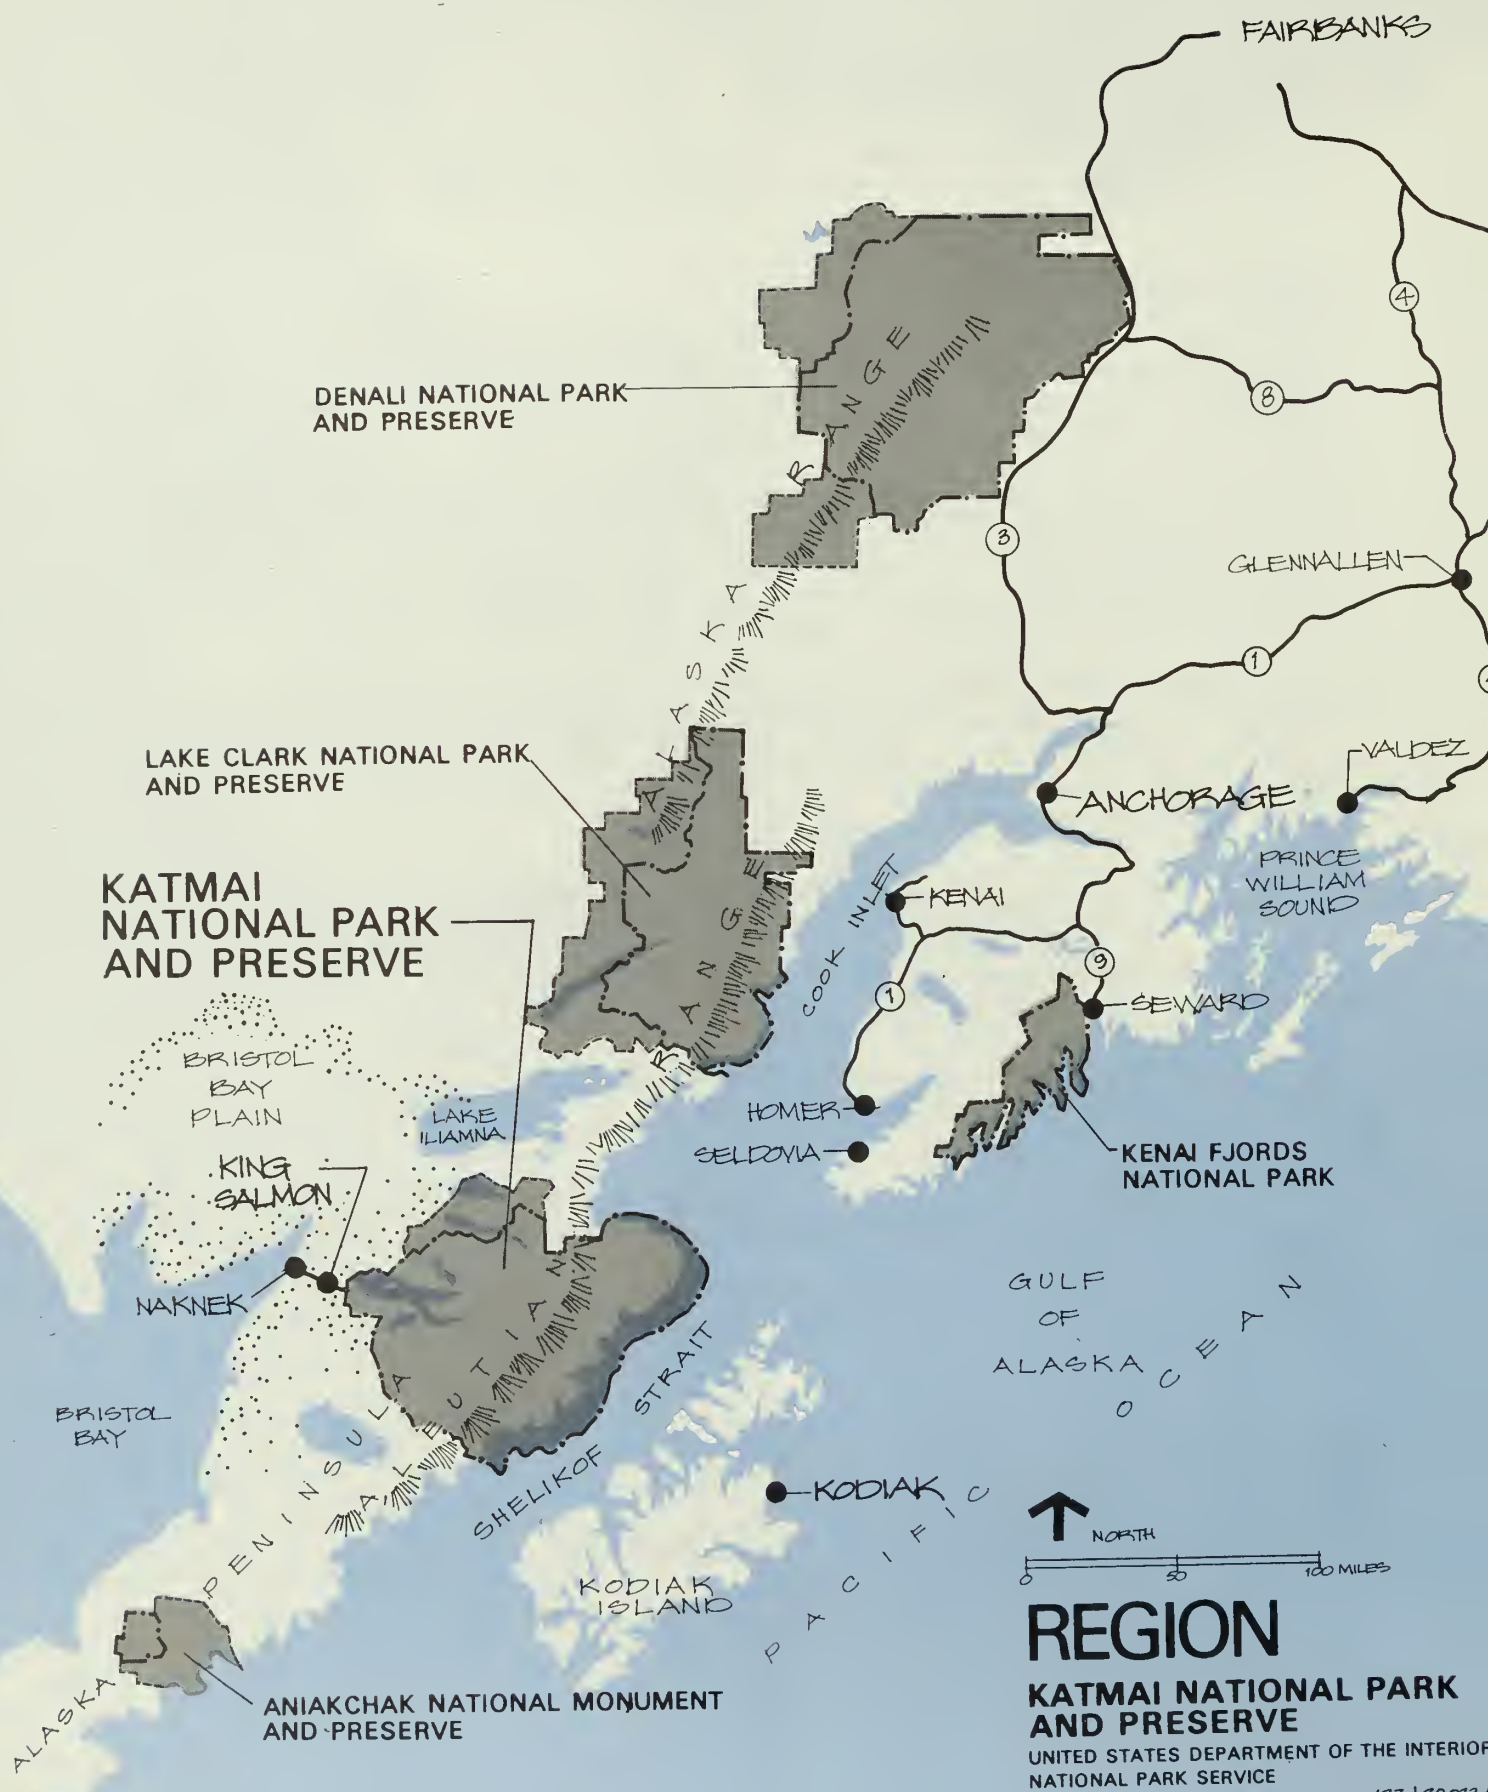 FAIRBANKS
4
DENALI NATIONAL PARK
AND PRESERVE
8
3
GLENNALLEN
1
ALASKA RANGE
LAKE CLARK NATIONAL PARK
AND PRESERVE
VALDEZ
ANCHORAGE
PRINCE
WILLIAM
SOUND
KATMAI
NATIONAL PARK
AND PRESERVE
KENAI
COOK INLET
9
1
SEWARD
BRISTOL
BAY
PLAIN
LAKE
ILIAMNA
HOMER
SELDOVIA
KENAI FJORDS
NATIONAL PARK
KING
SALMON
NAKNEK
ALEUTIAN RANGE
GULF
OF
ALASKA
PACIFIC OCEAN
SHELIKOF STRAIT
BRISTOL
BAY
KODIAK
KODIAK
ISLAND
ALASKA PENINSULA
ANIAKCHAK NATIONAL MONUMENT
AND PRESERVE
NORTH
0 50 100 MILES
REGION
KATMAI NATIONAL PARK
AND PRESERVE
UNITED STATES DEPARTMENT OF THE INTERIOR
NATIONAL PARK SERVICE